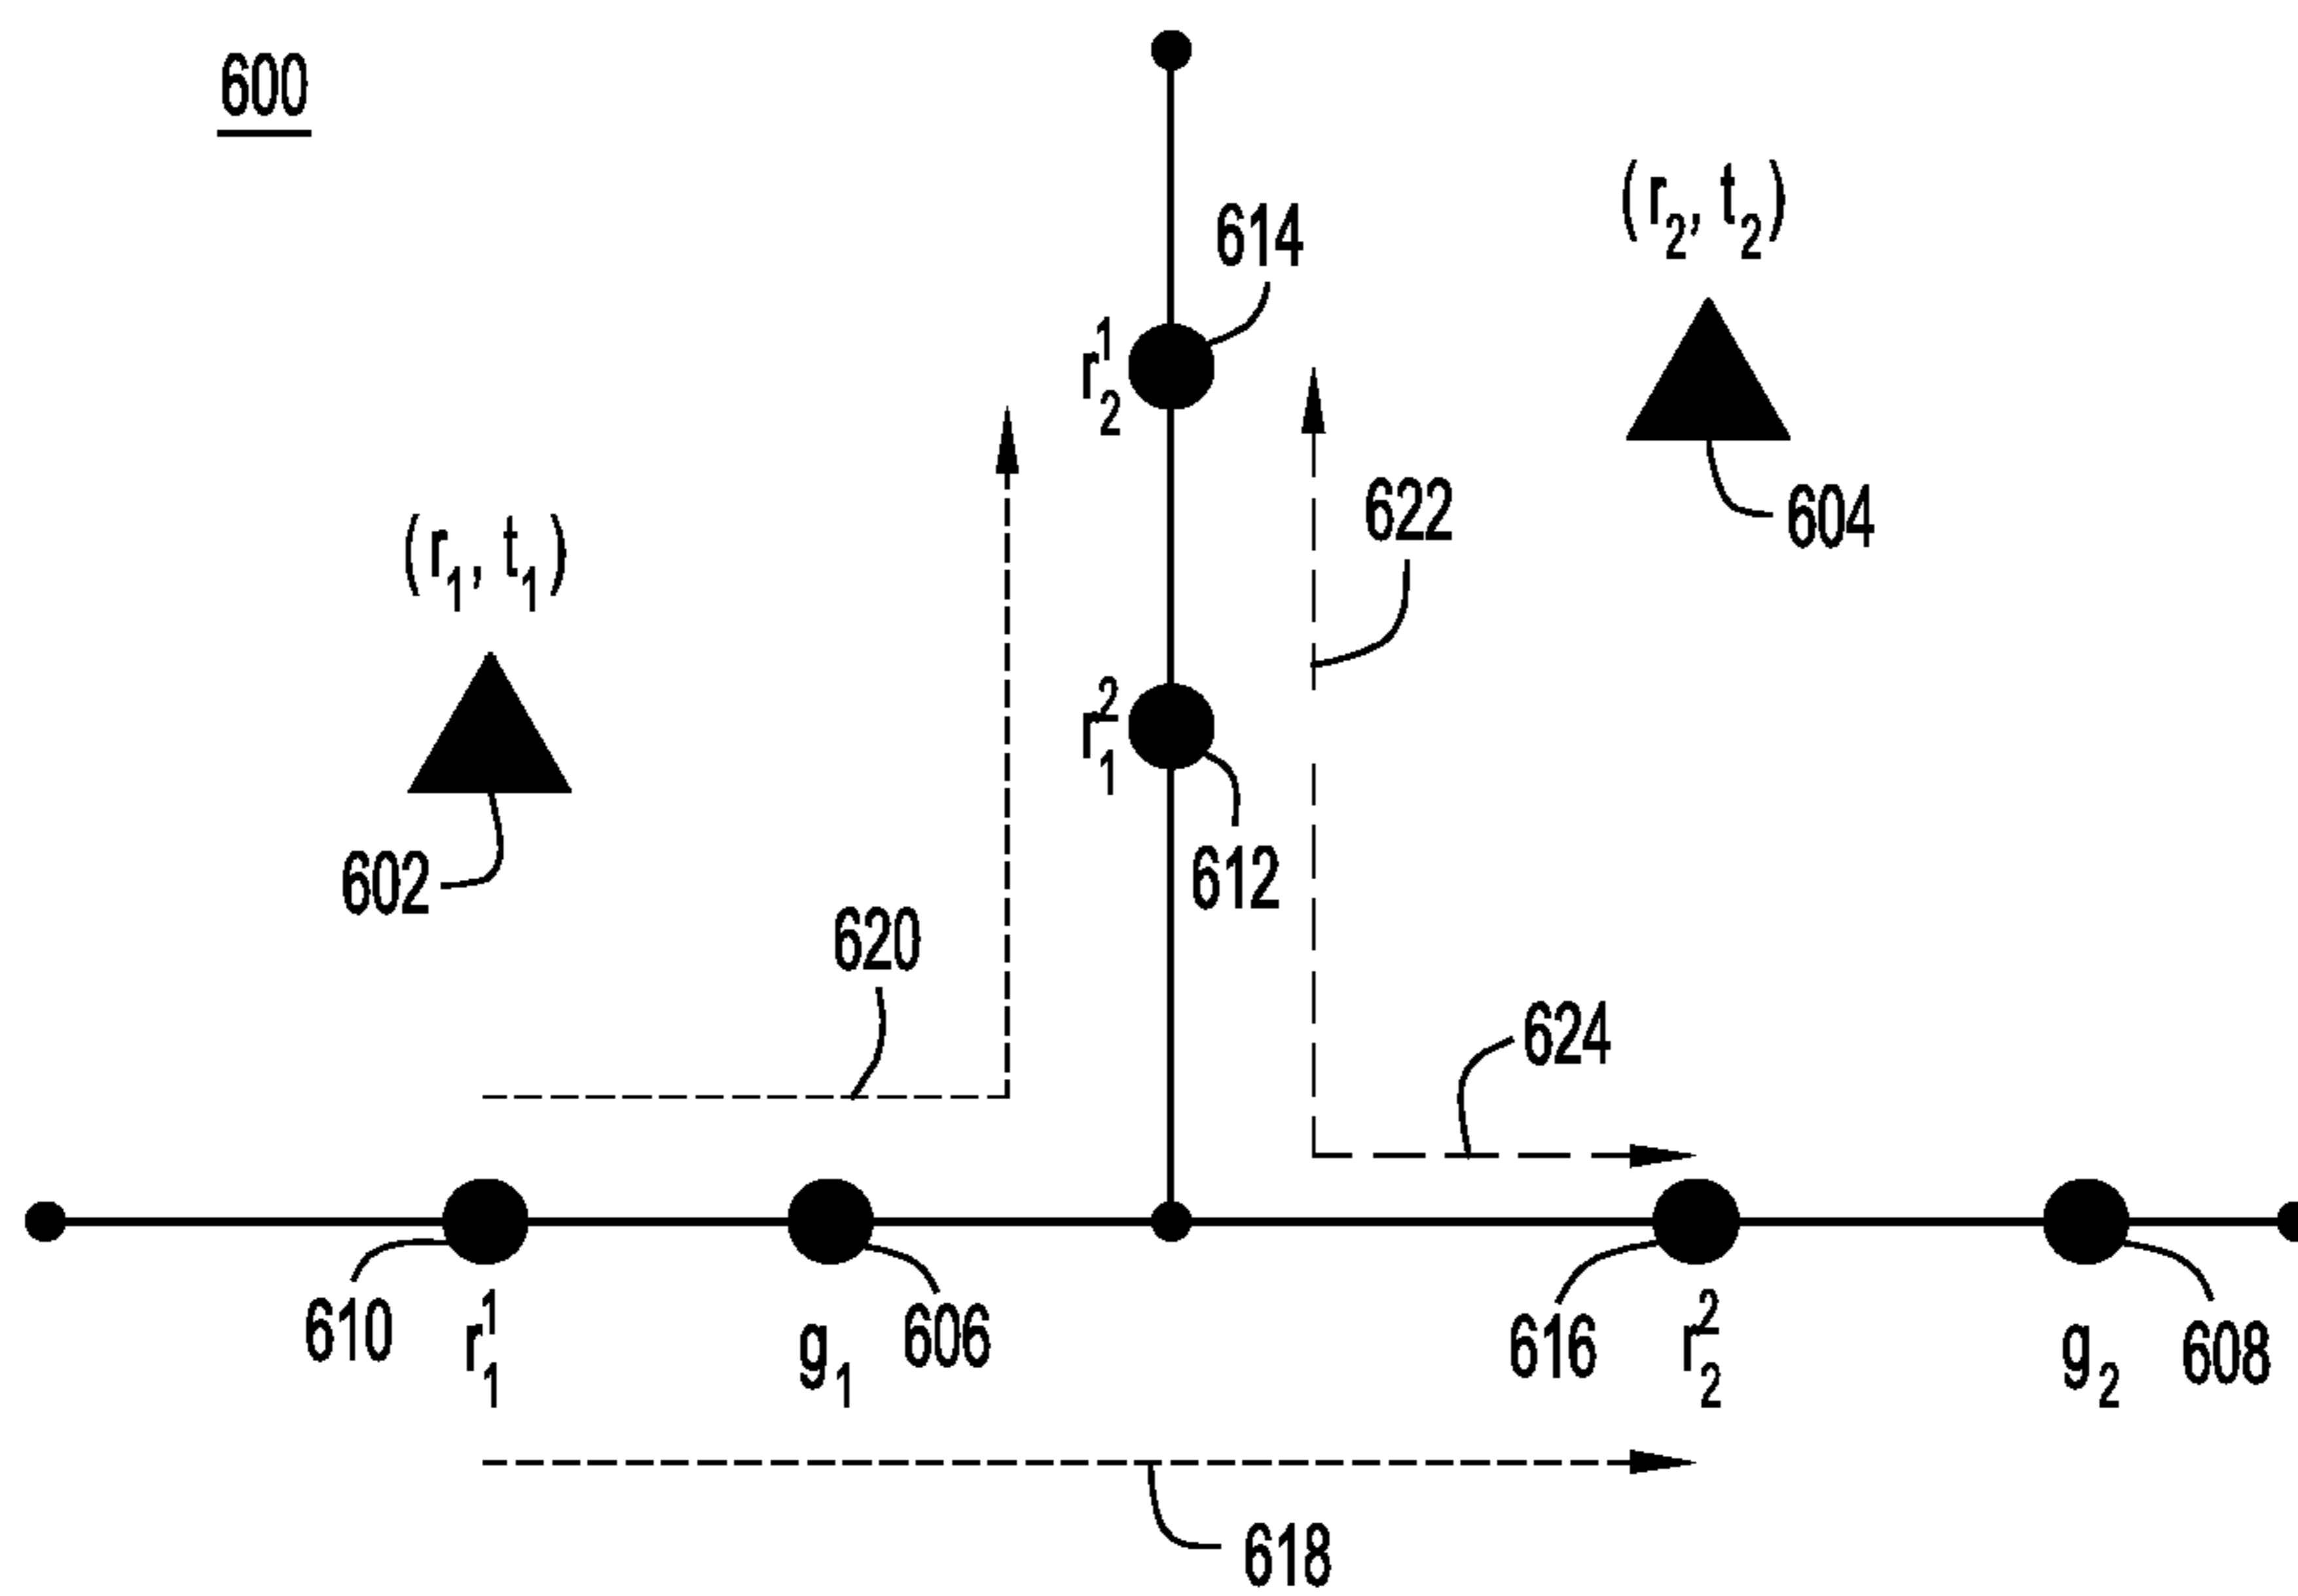 600
(r₂, t₂)
614
r₂¹
604
622
(r₁, t₁)
r₁²
612
602
620
624
610
r₁¹
g₁
606
616
r₂²
g₂
608
618